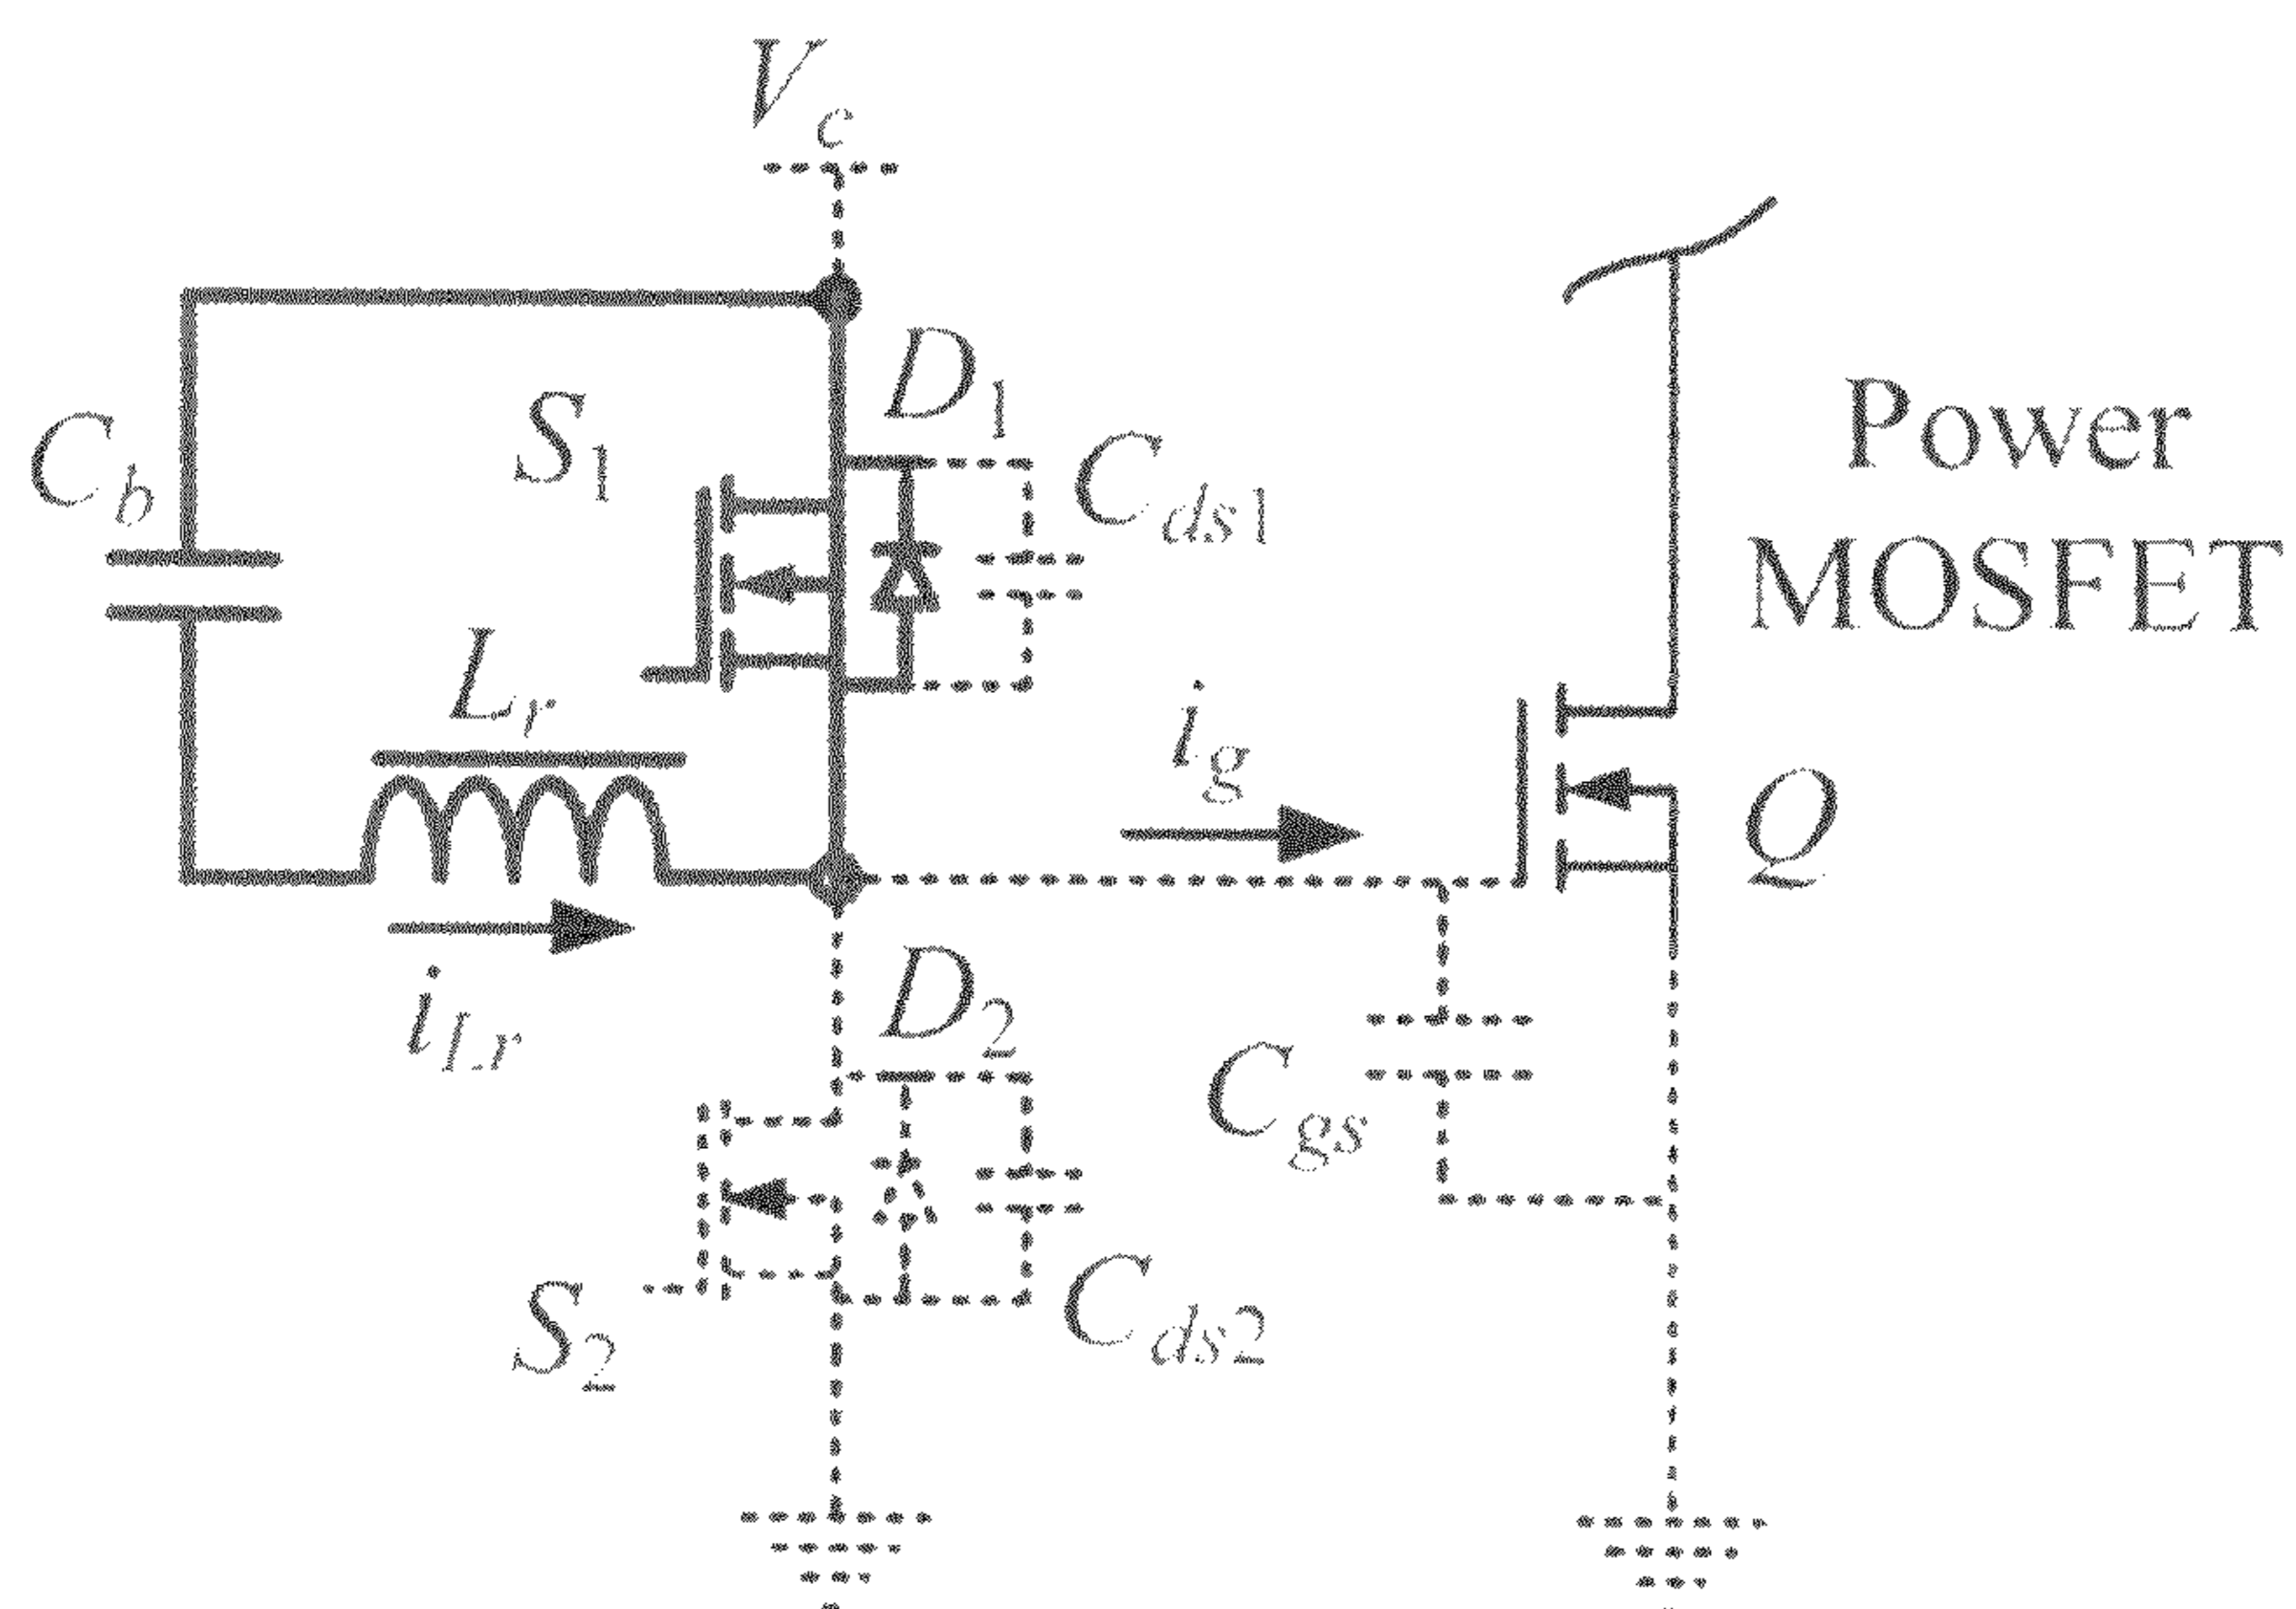 V_c
D_1
S_1
C_b
C_ds1
Power
MOSFET
L_r
i_g
Q
i_Lr
D_2
C_gs
S_2
C_ds2